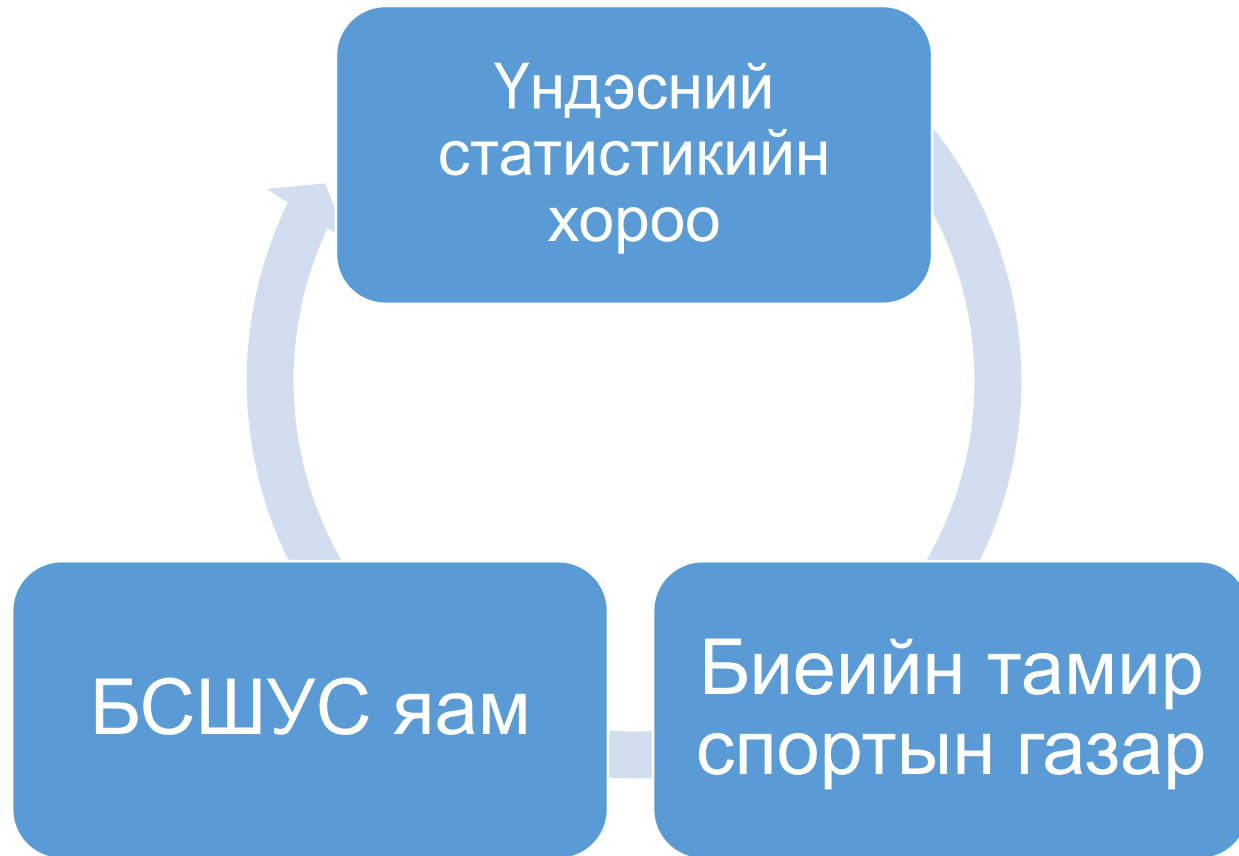 Үндэсний
статистикийн
хороо
БСШУС яам
Биеийн тамир
спортын газар